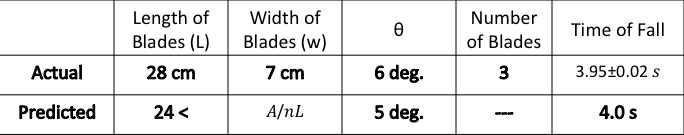 Length of Blades (L) Width of Blades (w) θ Number of Blades Time of Fall
Actual 28 cm 7 cm 6 deg. 3 3.95±0.02 s
Predicted 24 < A/nL 5 deg. --- 4.0 s